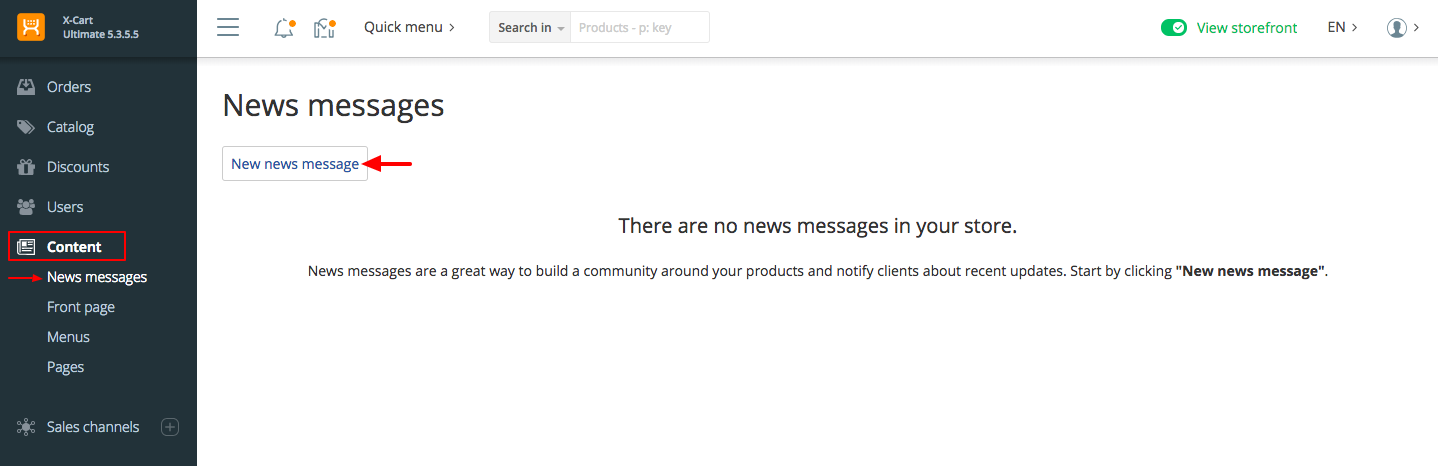 X-Cart
Ultimate 5.3.5.5
Quick menu
Search in
Products - p: key
View storefront
EN
Orders
Catalog
Discounts
Users
Content
News messages
Front page
Menus
Pages
Sales channels
News messages
New news message
There are no news messages in your store.
News messages are a great way to build a community around your products and notify clients about recent updates. Start by clicking "New news message".